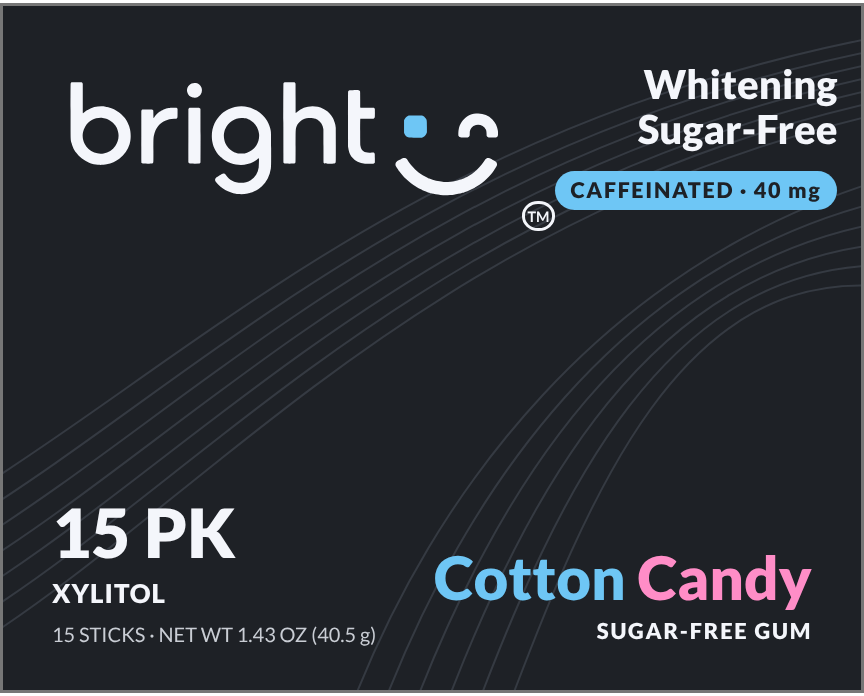 bright
TM
Whitening
Sugar-Free
CAFFEINATED · 40 mg
15 PK
XYLITOL
15 STICKS · NET WT 1.43 OZ (40.5 g)
Cotton Candy
SUGAR-FREE GUM